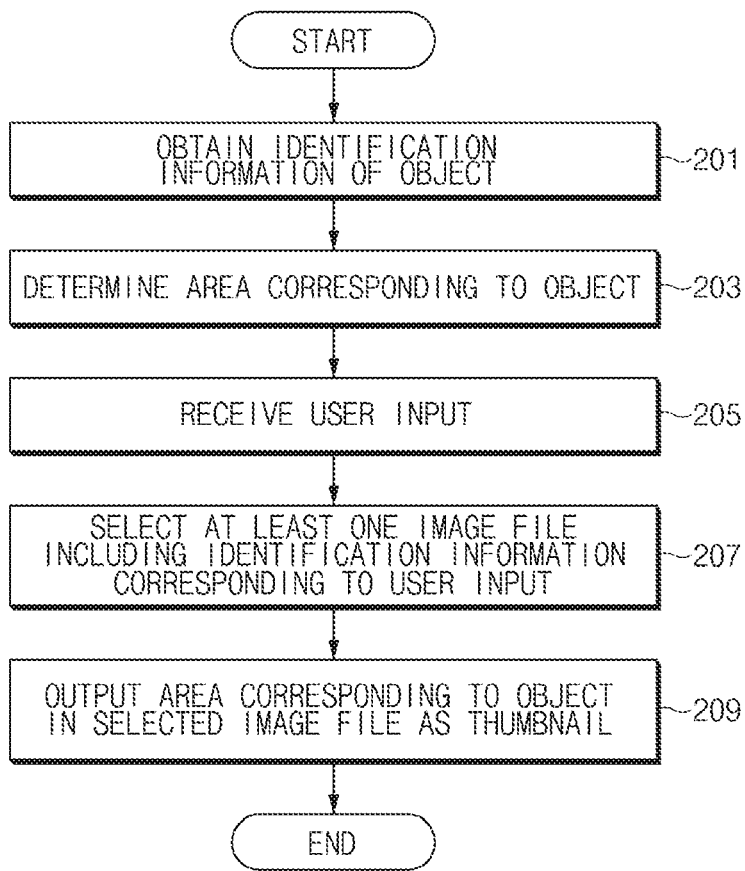 START
OBTAIN IDENTIFICATION
INFORMATION OF OBJECT
201
DETERMINE AREA CORRESPONDING TO OBJECT
203
RECEIVE USER INPUT
205
SELECT AT LEAST ONE IMAGE FILE
INCLUDING IDENTIFICATION INFORMATION
CORRESPONDING TO USER INPUT
207
OUTPUT AREA CORRESPONDING TO OBJECT
IN SELECTED IMAGE FILE AS THUMBNAIL
209
END